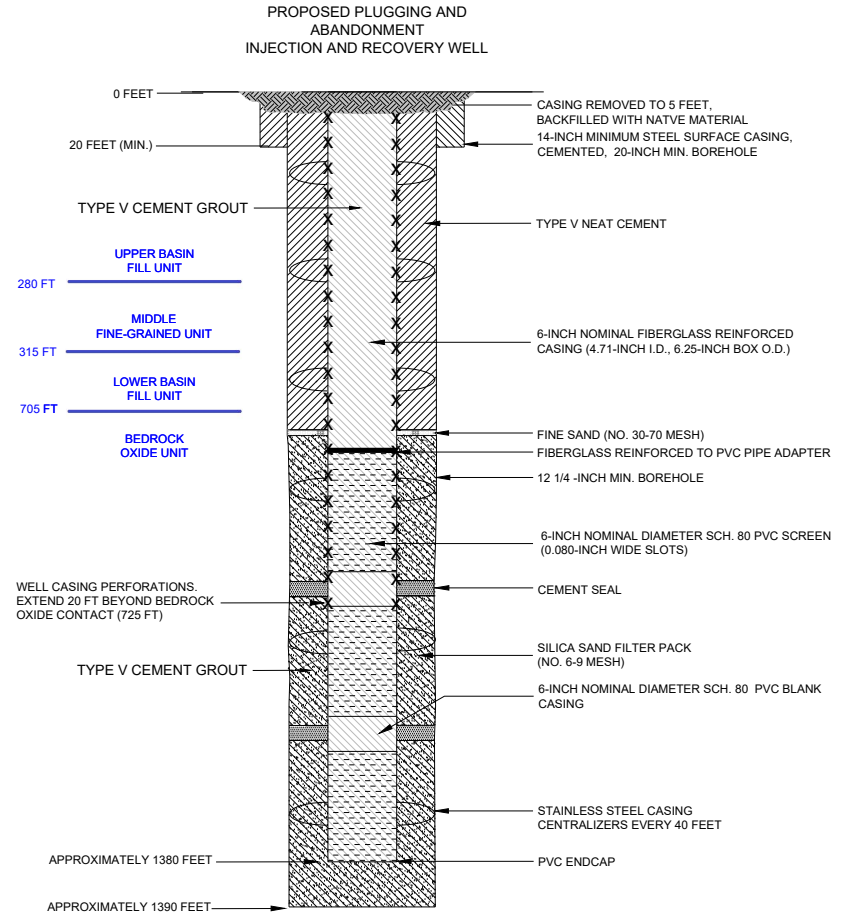 PROPOSED PLUGGING AND
ABANDONMENT
INJECTION AND RECOVERY WELL
0 FEET
CASING REMOVED TO 5 FEET,
BACKFILLED WITH NATVE MATERIAL
14-INCH MINIMUM STEEL SURFACE CASING,
CEMENTED, 20-INCH MIN. BOREHOLE
20 FEET (MIN.)
TYPE V CEMENT GROUT
TYPE V NEAT CEMENT
UPPER BASIN
FILL UNIT
280 FT
MIDDLE
FINE-GRAINED UNIT
315 FT
6-INCH NOMINAL FIBERGLASS REINFORCED
CASING (4.71-INCH I.D., 6.25-INCH BOX O.D.)
LOWER BASIN
FILL UNIT
705 FT
BEDROCK
OXIDE UNIT
FINE SAND (NO. 30-70 MESH)
FIBERGLASS REINFORCED TO PVC PIPE ADAPTER
12 1/4 -INCH MIN. BOREHOLE
6-INCH NOMINAL DIAMETER SCH. 80 PVC SCREEN
(0.080-INCH WIDE SLOTS)
WELL CASING PERFORATIONS.
EXTEND 20 FT BEYOND BEDROCK
OXIDE CONTACT (725 FT)
CEMENT SEAL
SILICA SAND FILTER PACK
(NO. 6-9 MESH)
TYPE V CEMENT GROUT
6-INCH NOMINAL DIAMETER SCH. 80 PVC BLANK
CASING
STAINLESS STEEL CASING
CENTRALIZERS EVERY 40 FEET
APPROXIMATELY 1380 FEET
PVC ENDCAP
APPROXIMATELY 1390 FEET